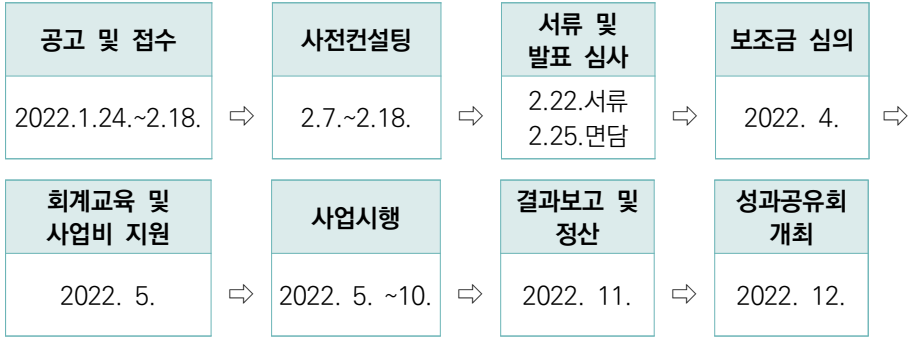 공고 및 접수
2022.1.24.~2.18.
⇨
사전컨설팅
2.7.~2.18.
⇨
서류 및
발표 심사
2.22.서류
2.25.면담
⇨
보조금 심의
2022. 4.
⇨
회계교육 및
사업비 지원
2022. 5.
⇨
사업시행
2022. 5. ~10.
⇨
결과보고 및
정산
2022. 11.
⇨
성과공유회
개최
2022. 12.